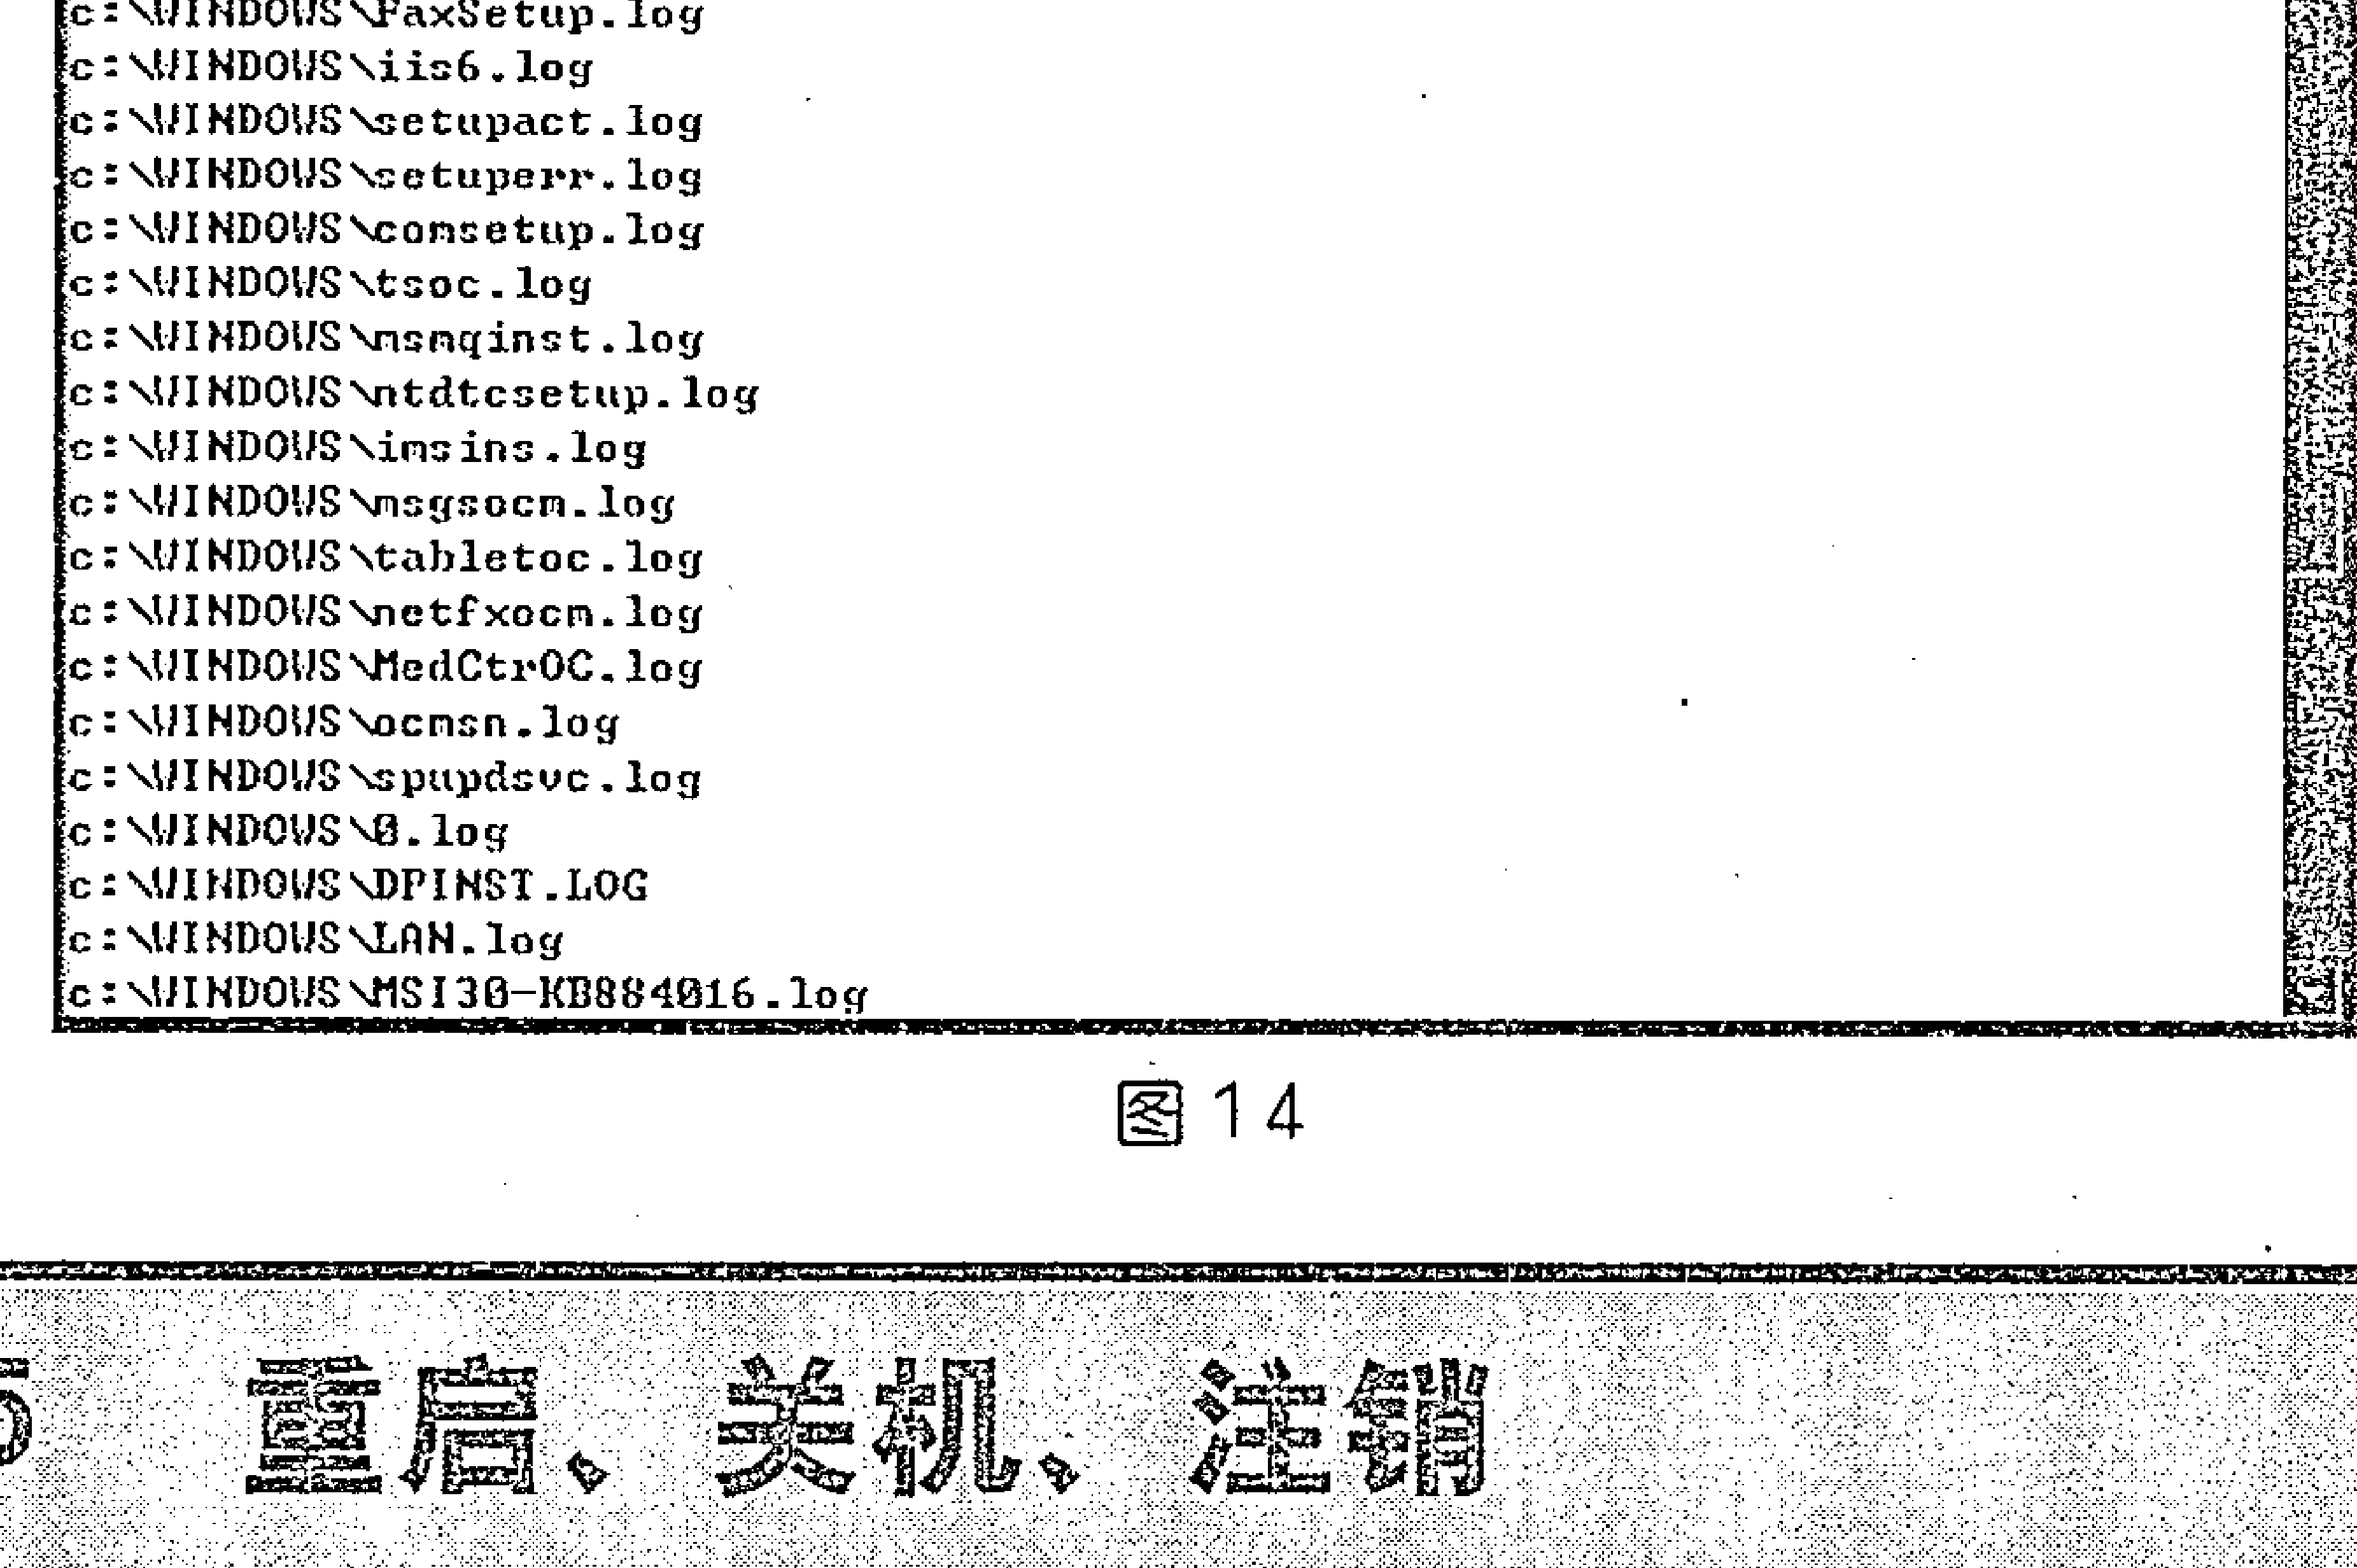 c:\WINDOWS\FaxSetup.log
c:\WINDOWS\iis6.log
c:\WINDOWS\setupact.log
c:\WINDOWS\setuperr.log
c:\WINDOWS\comsetup.log
c:\WINDOWS\tsoc.log
c:\WINDOWS\msmqinst.log
c:\WINDOWS\ntdtcsetup.log
c:\WINDOWS\imsins.log
c:\WINDOWS\msgsocm.log
c:\WINDOWS\tabletoc.log
c:\WINDOWS\netfxocm.log
c:\WINDOWS\MedCtrOC.log
c:\WINDOWS\ocmsn.log
c:\WINDOWS\spupdsvc.log
c:\WINDOWS\0.log
c:\WINDOWS\DPINST.LOG
c:\WINDOWS\LAN.log
c:\WINDOWS\MSI30-KB884016.log
图14
5 重启、关机、注销